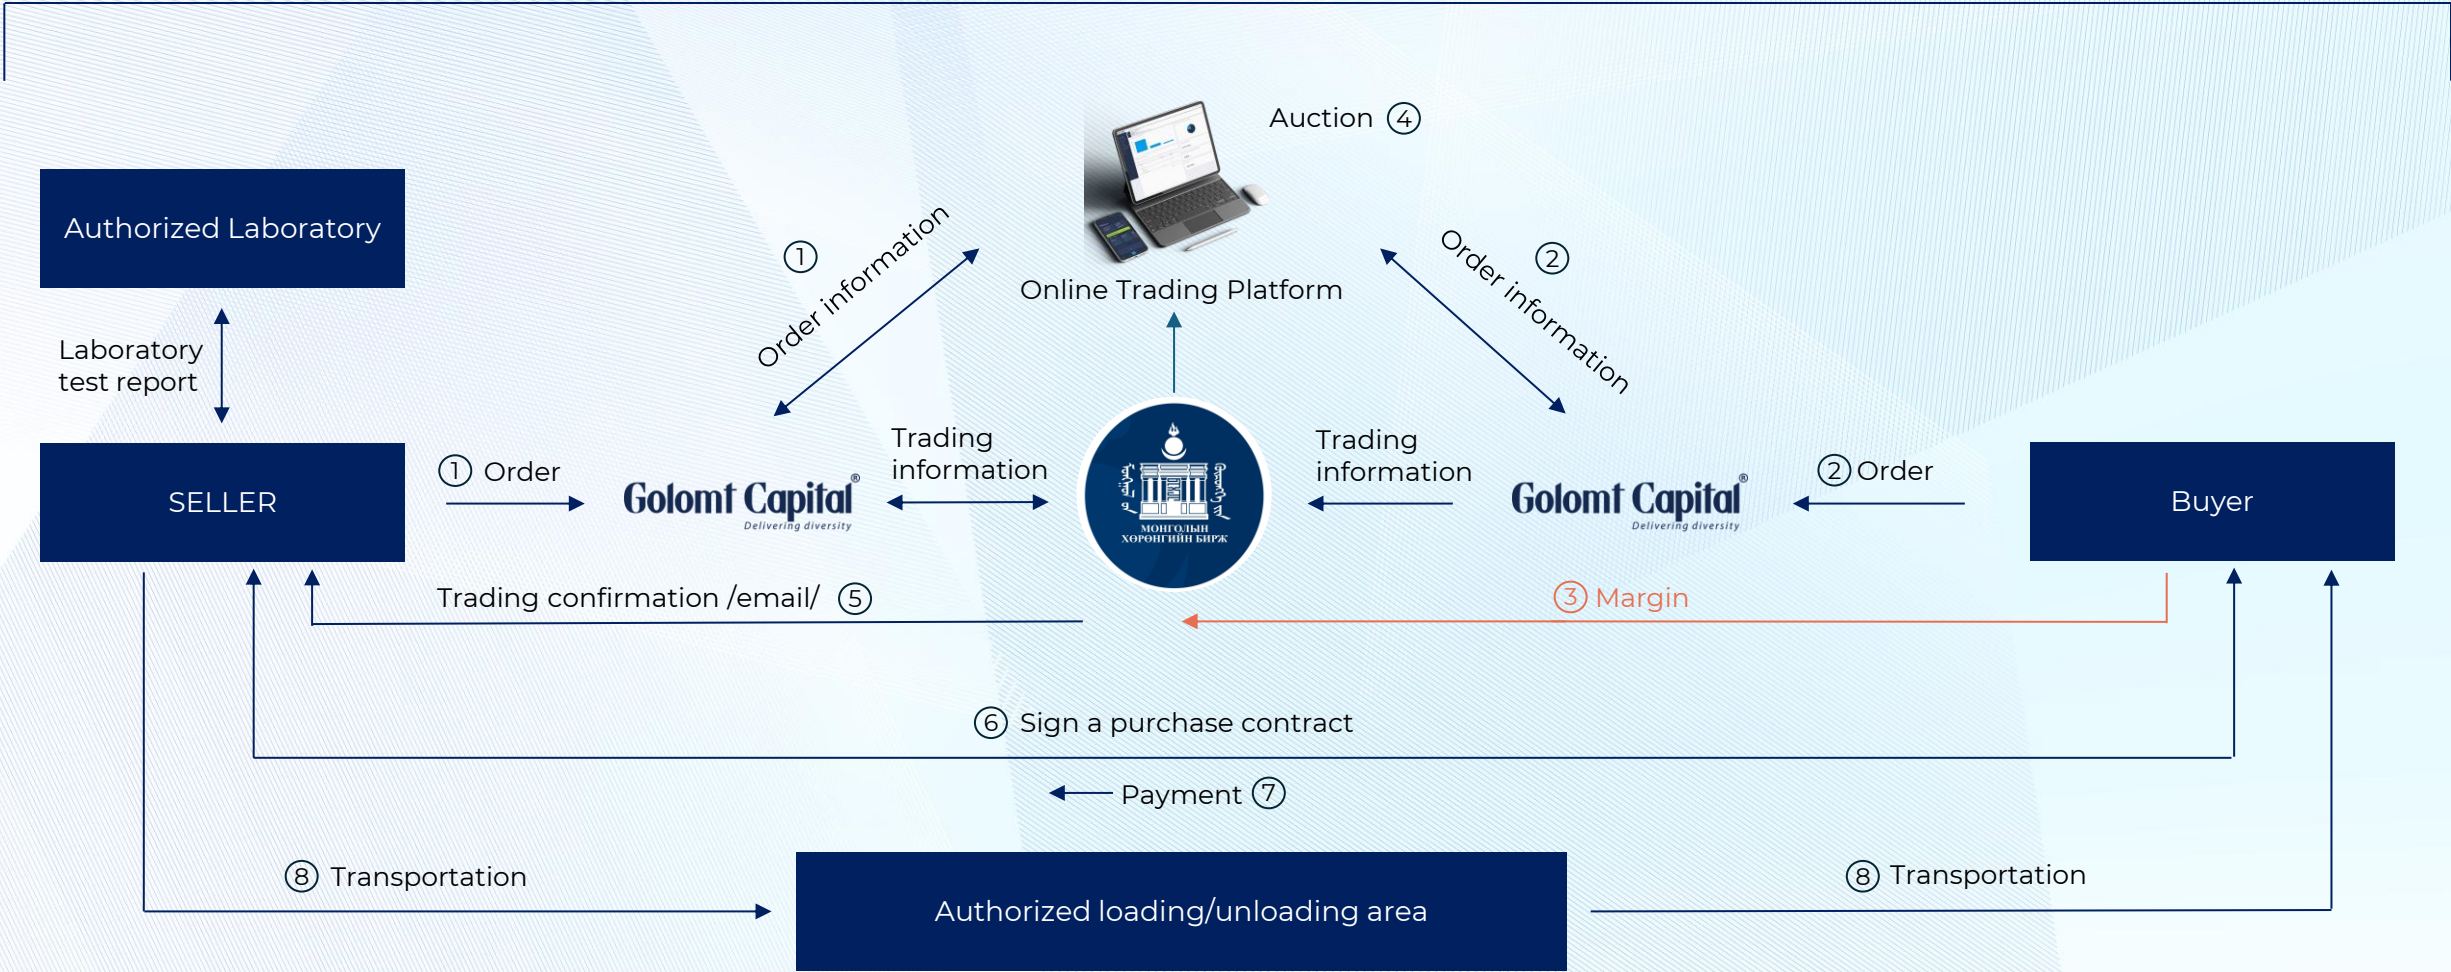 Auction ④
Authorized Laboratory
①
Order information
②
Order information
Online Trading Platform
Laboratory
test report
SELLER
① Order
Golomt Capital®
Delivering diversity
Trading
information
МОНГОЛЫН
ХӨРӨНГИЙН БИРЖ
Trading
information
Golomt Capital®
Delivering diversity
② Order
Buyer
Trading confirmation /email/ ⑤
③ Margin
⑥ Sign a purchase contract
Payment ⑦
⑧ Transportation
Authorized loading/unloading area
⑧ Transportation